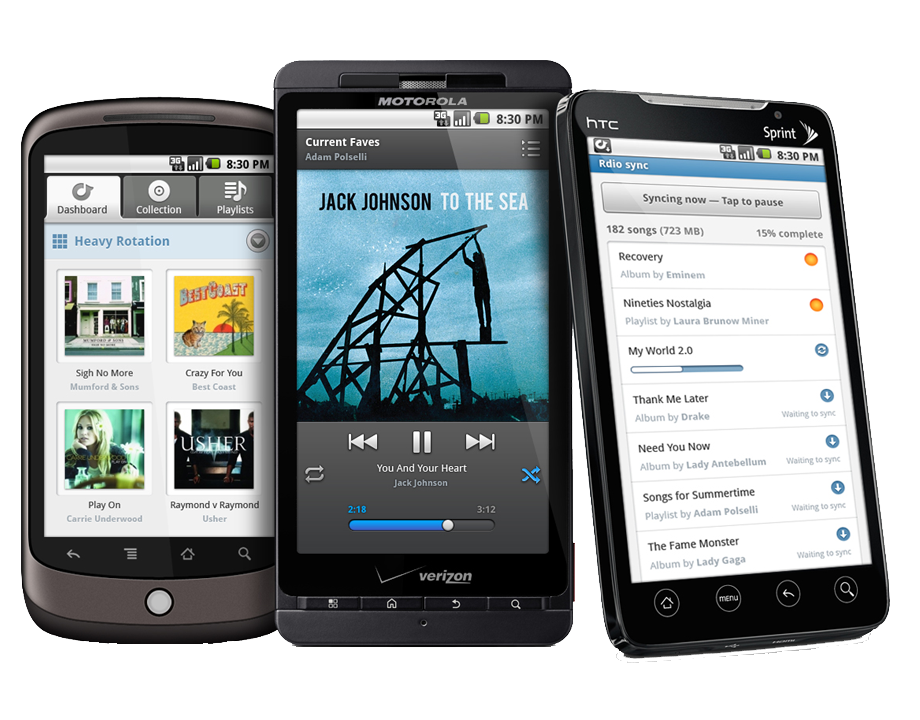 3G 8:30 PM
Dashboard Collection Playlists
Heavy Rotation
MUMFORD & SONS
BEST COAST
Sigh No More
Mumford & Sons
Crazy For You
Best Coast
USHER
Play On
Carrie Underwood
Raymond v Raymond
Usher
MOTOROLA
3G 8:30 PM
Current Faves
Adam Polselli
JACK JOHNSON TO THE SEA
You And Your Heart
Jack Johnson
2:18 3:12
verizon
hTC
Sprint
3G 8:30 PM
Rdio sync
Syncing now — Tap to pause
182 songs (723 MB) 15% complete
Recovery
Album by Eminem
Nineties Nostalgia
Playlist by Laura Brunow Miner
My World 2.0
Thank Me Later
Album by Drake
Waiting to sync
Need You Now
Album by Lady Antebellum
Waiting to sync
Songs for Summertime
Playlist by Adam Polselli
Waiting to sync
The Fame Monster
Album by Lady Gaga
Waiting to sync
MENU
HDMI